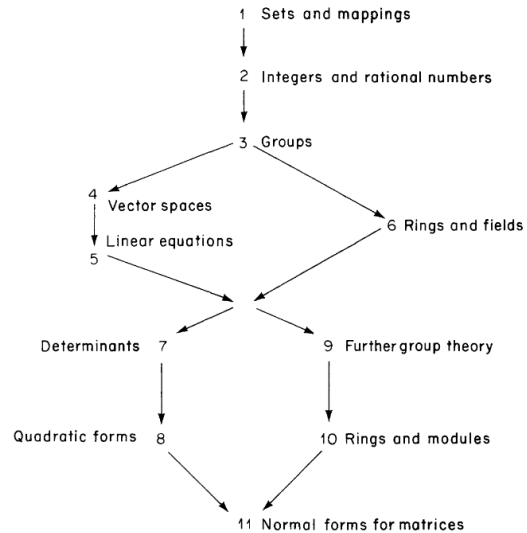 1 Sets and mappings
2 Integers and rational numbers
3 Groups
4
Vector spaces
6 Rings and fields
Linear equations
5
Determinants 7
9 Further group theory
Quadratic forms 8
10 Rings and modules
11 Normal forms for matrices